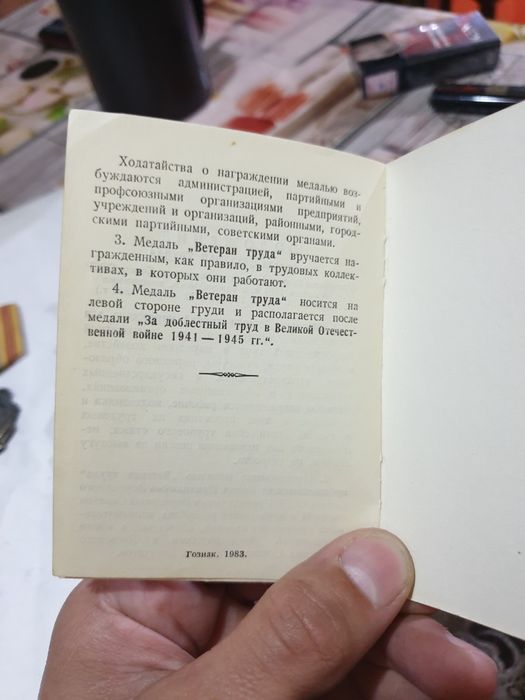 Ходатайства о награждении медалью воз-
буждаются администрацией, партийными и
профсоюзными организациями предприятий,
учреждений и организаций, районными, город-
скими партийными, советскими органами.
3. Медаль „Ветеран труда“ вручается на-
гражденным, как правило, в трудовых коллек-
тивах, в которых они работают.
4. Медаль „Ветеран труда“ носится на
левой стороне груди и располагается после
медали „За доблестный труд в Великой Отечест-
венной войне 1941—1945 гг.“.
Гознак. 1983.